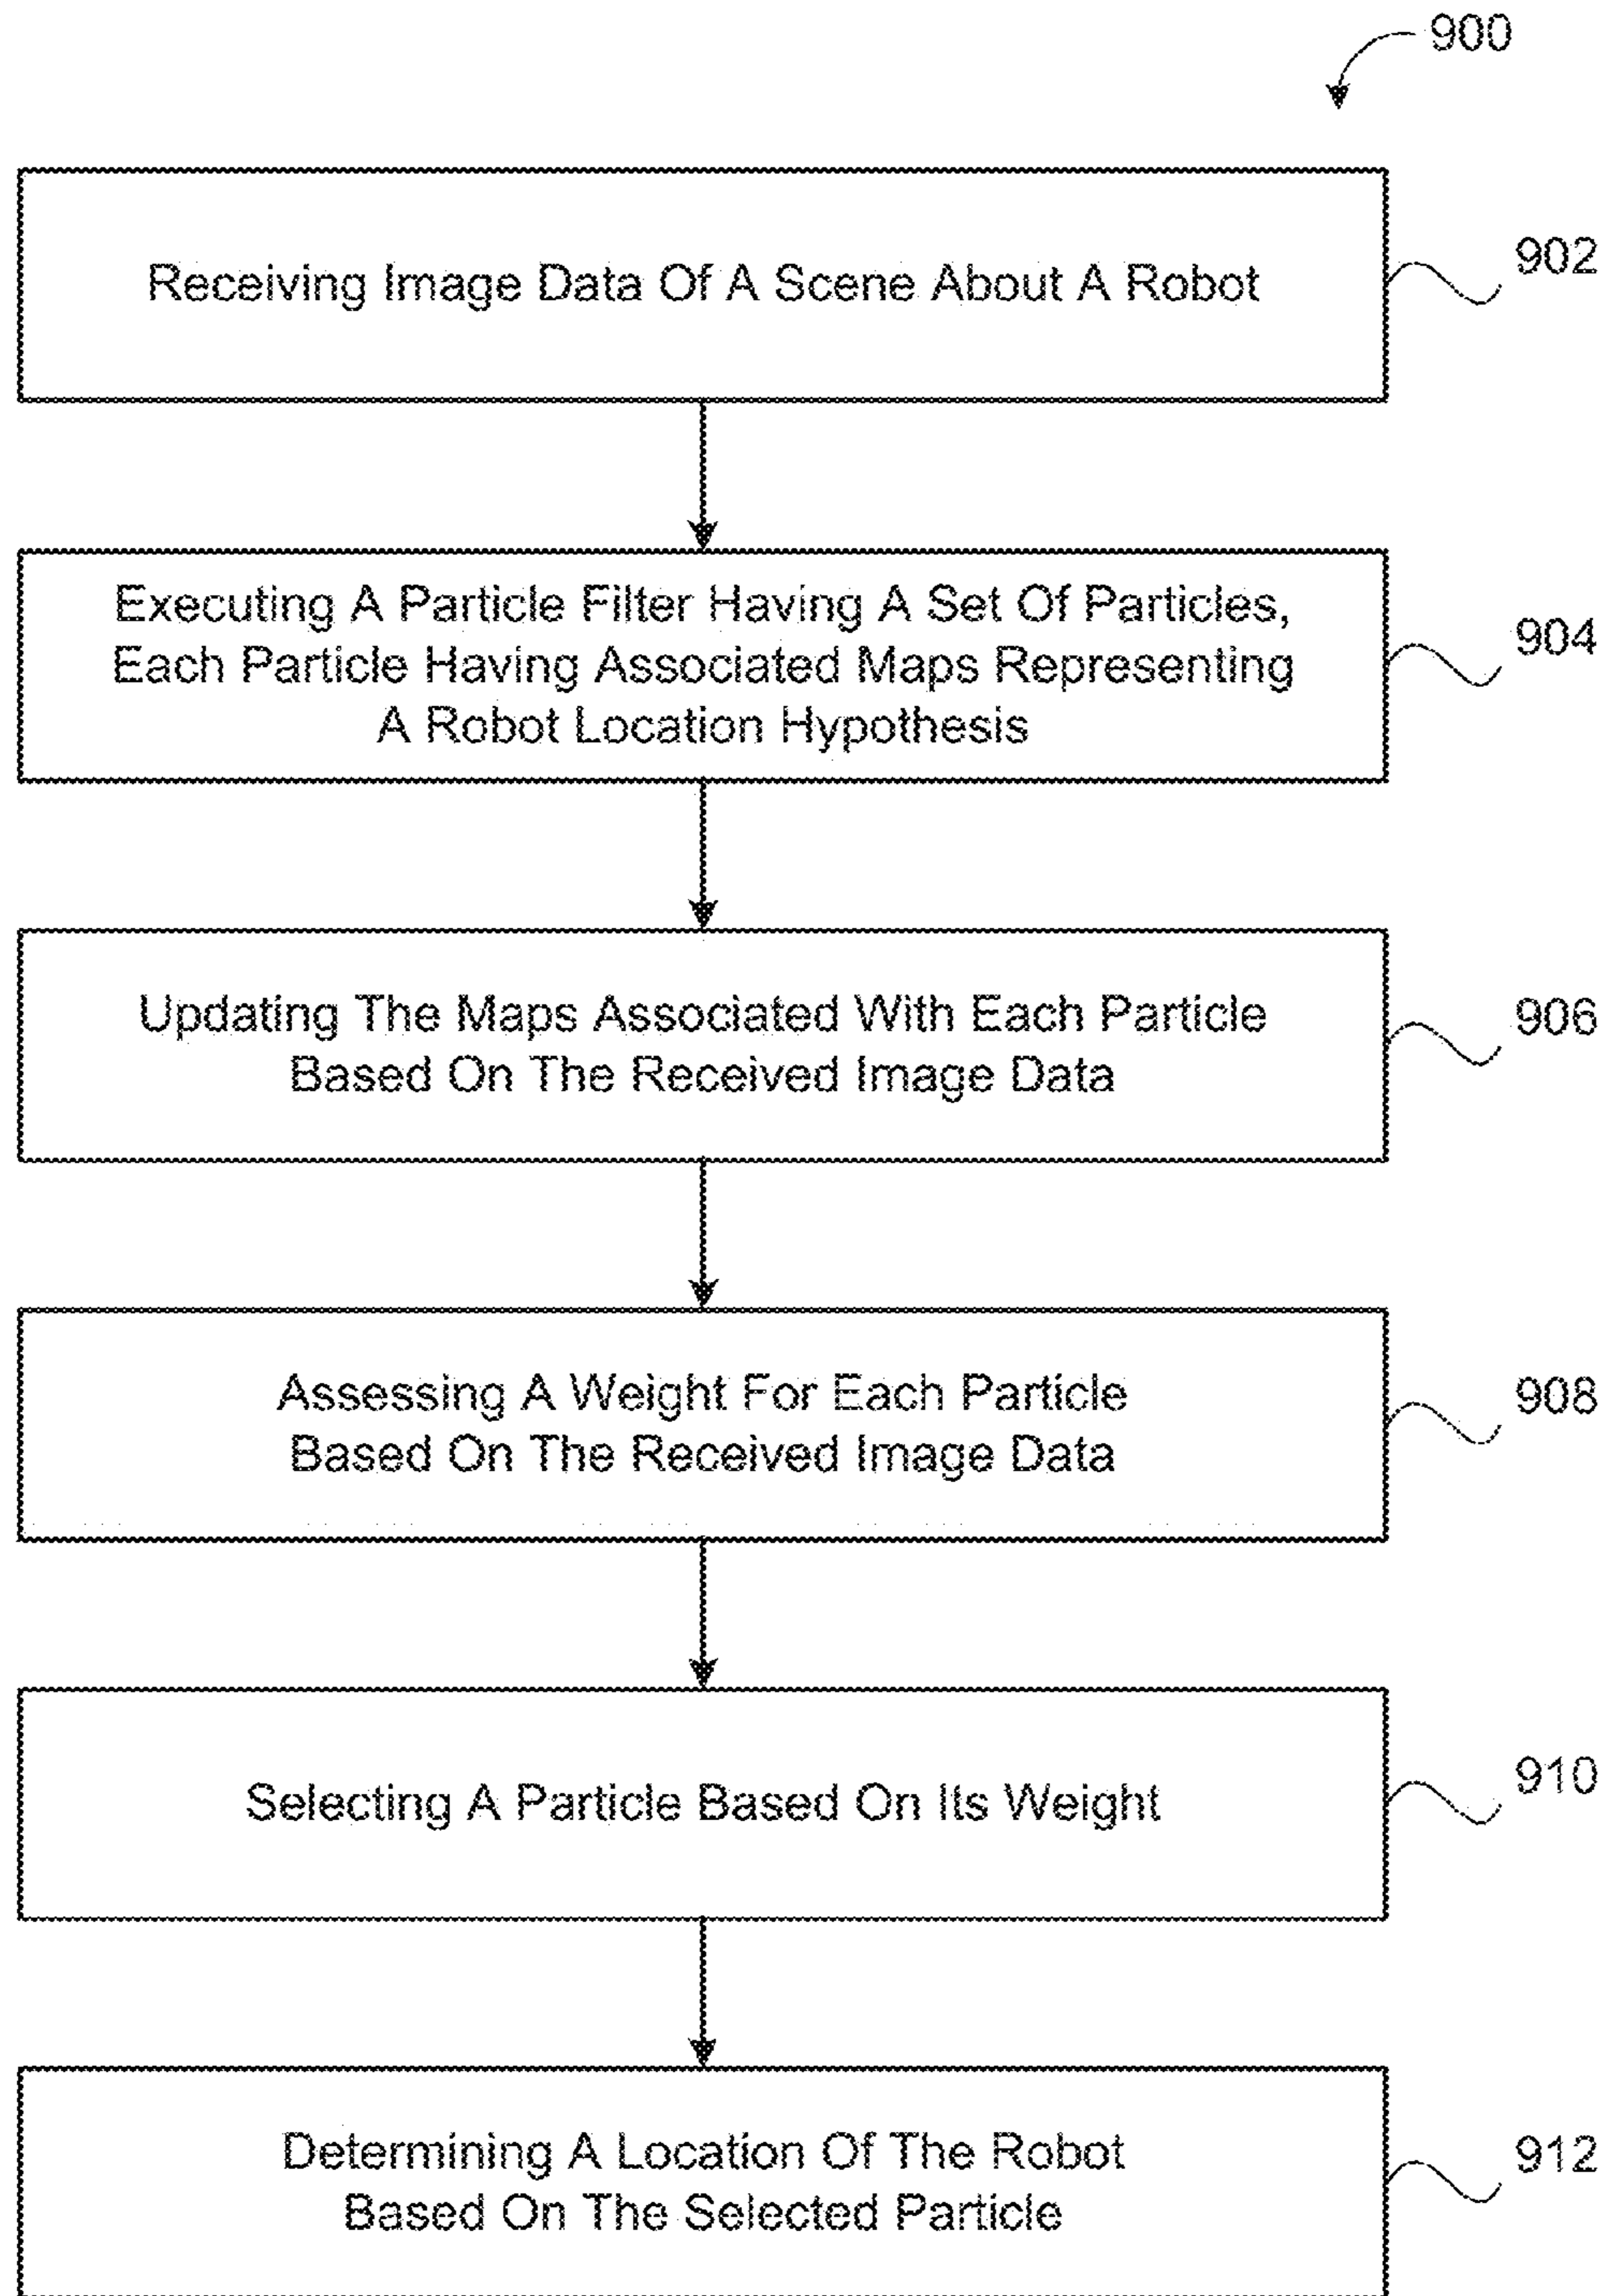 900
Receiving Image Data Of A Scene About A Robot
902
Executing A Particle Filter Having A Set Of Particles,
Each Particle Having Associated Maps Representing
A Robot Location Hypothesis
904
Updating The Maps Associated With Each Particle
Based On The Received Image Data
906
Assessing A Weight For Each Particle
Based On The Received Image Data
908
Selecting A Particle Based On Its Weight
910
Determining A Location Of The Robot
Based On The Selected Particle
912